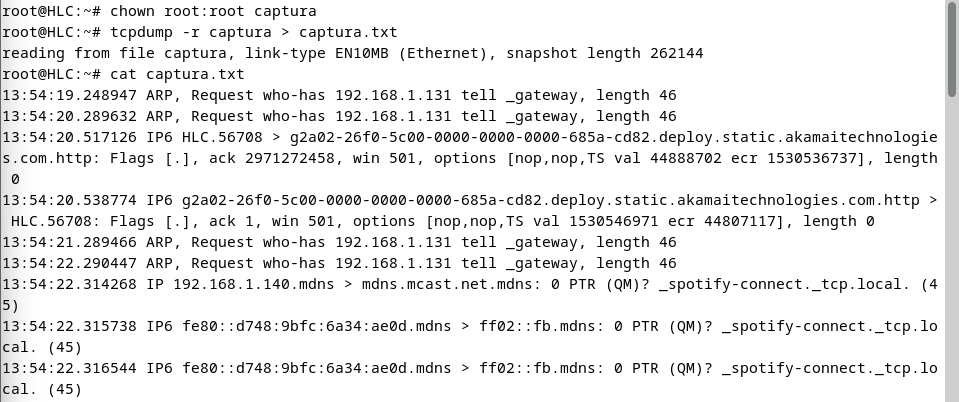 root@HLC:~# chown root:root captura
root@HLC:~# tcpdump -r captura > captura.txt
reading from file captura, link-type EN10MB (Ethernet), snapshot length 262144
root@HLC:~# cat captura.txt
13:54:19.248947 ARP, Request who-has 192.168.1.131 tell _gateway, length 46
13:54:20.289632 ARP, Request who-has 192.168.1.131 tell _gateway, length 46
13:54:20.517126 IP6 HLC.56708 > g2a02-26f0-5c00-0000-0000-0000-685a-cd82.deploy.static.akamaitechnologie
s.com.http: Flags [.], ack 2971272458, win 501, options [nop,nop,TS val 44888702 ecr 1530536737], length
 0
13:54:20.538774 IP6 g2a02-26f0-5c00-0000-0000-0000-685a-cd82.deploy.static.akamaitechnologies.com.http >
 HLC.56708: Flags [.], ack 1, win 501, options [nop,nop,TS val 1530546971 ecr 44807117], length 0
13:54:21.289466 ARP, Request who-has 192.168.1.131 tell _gateway, length 46
13:54:22.290447 ARP, Request who-has 192.168.1.131 tell _gateway, length 46
13:54:22.314268 IP 192.168.1.140.mdns > mdns.mcast.net.mdns: 0 PTR (QM)? _spotify-connect._tcp.local. (4
5)
13:54:22.315738 IP6 fe80::d748:9bfc:6a34:ae0d.mdns > ff02::fb.mdns: 0 PTR (QM)? _spotify-connect._tcp.lo
cal. (45)
13:54:22.316544 IP6 fe80::d748:9bfc:6a34:ae0d.mdns > ff02::fb.mdns: 0 PTR (QM)? _spotify-connect._tcp.lo
cal. (45)